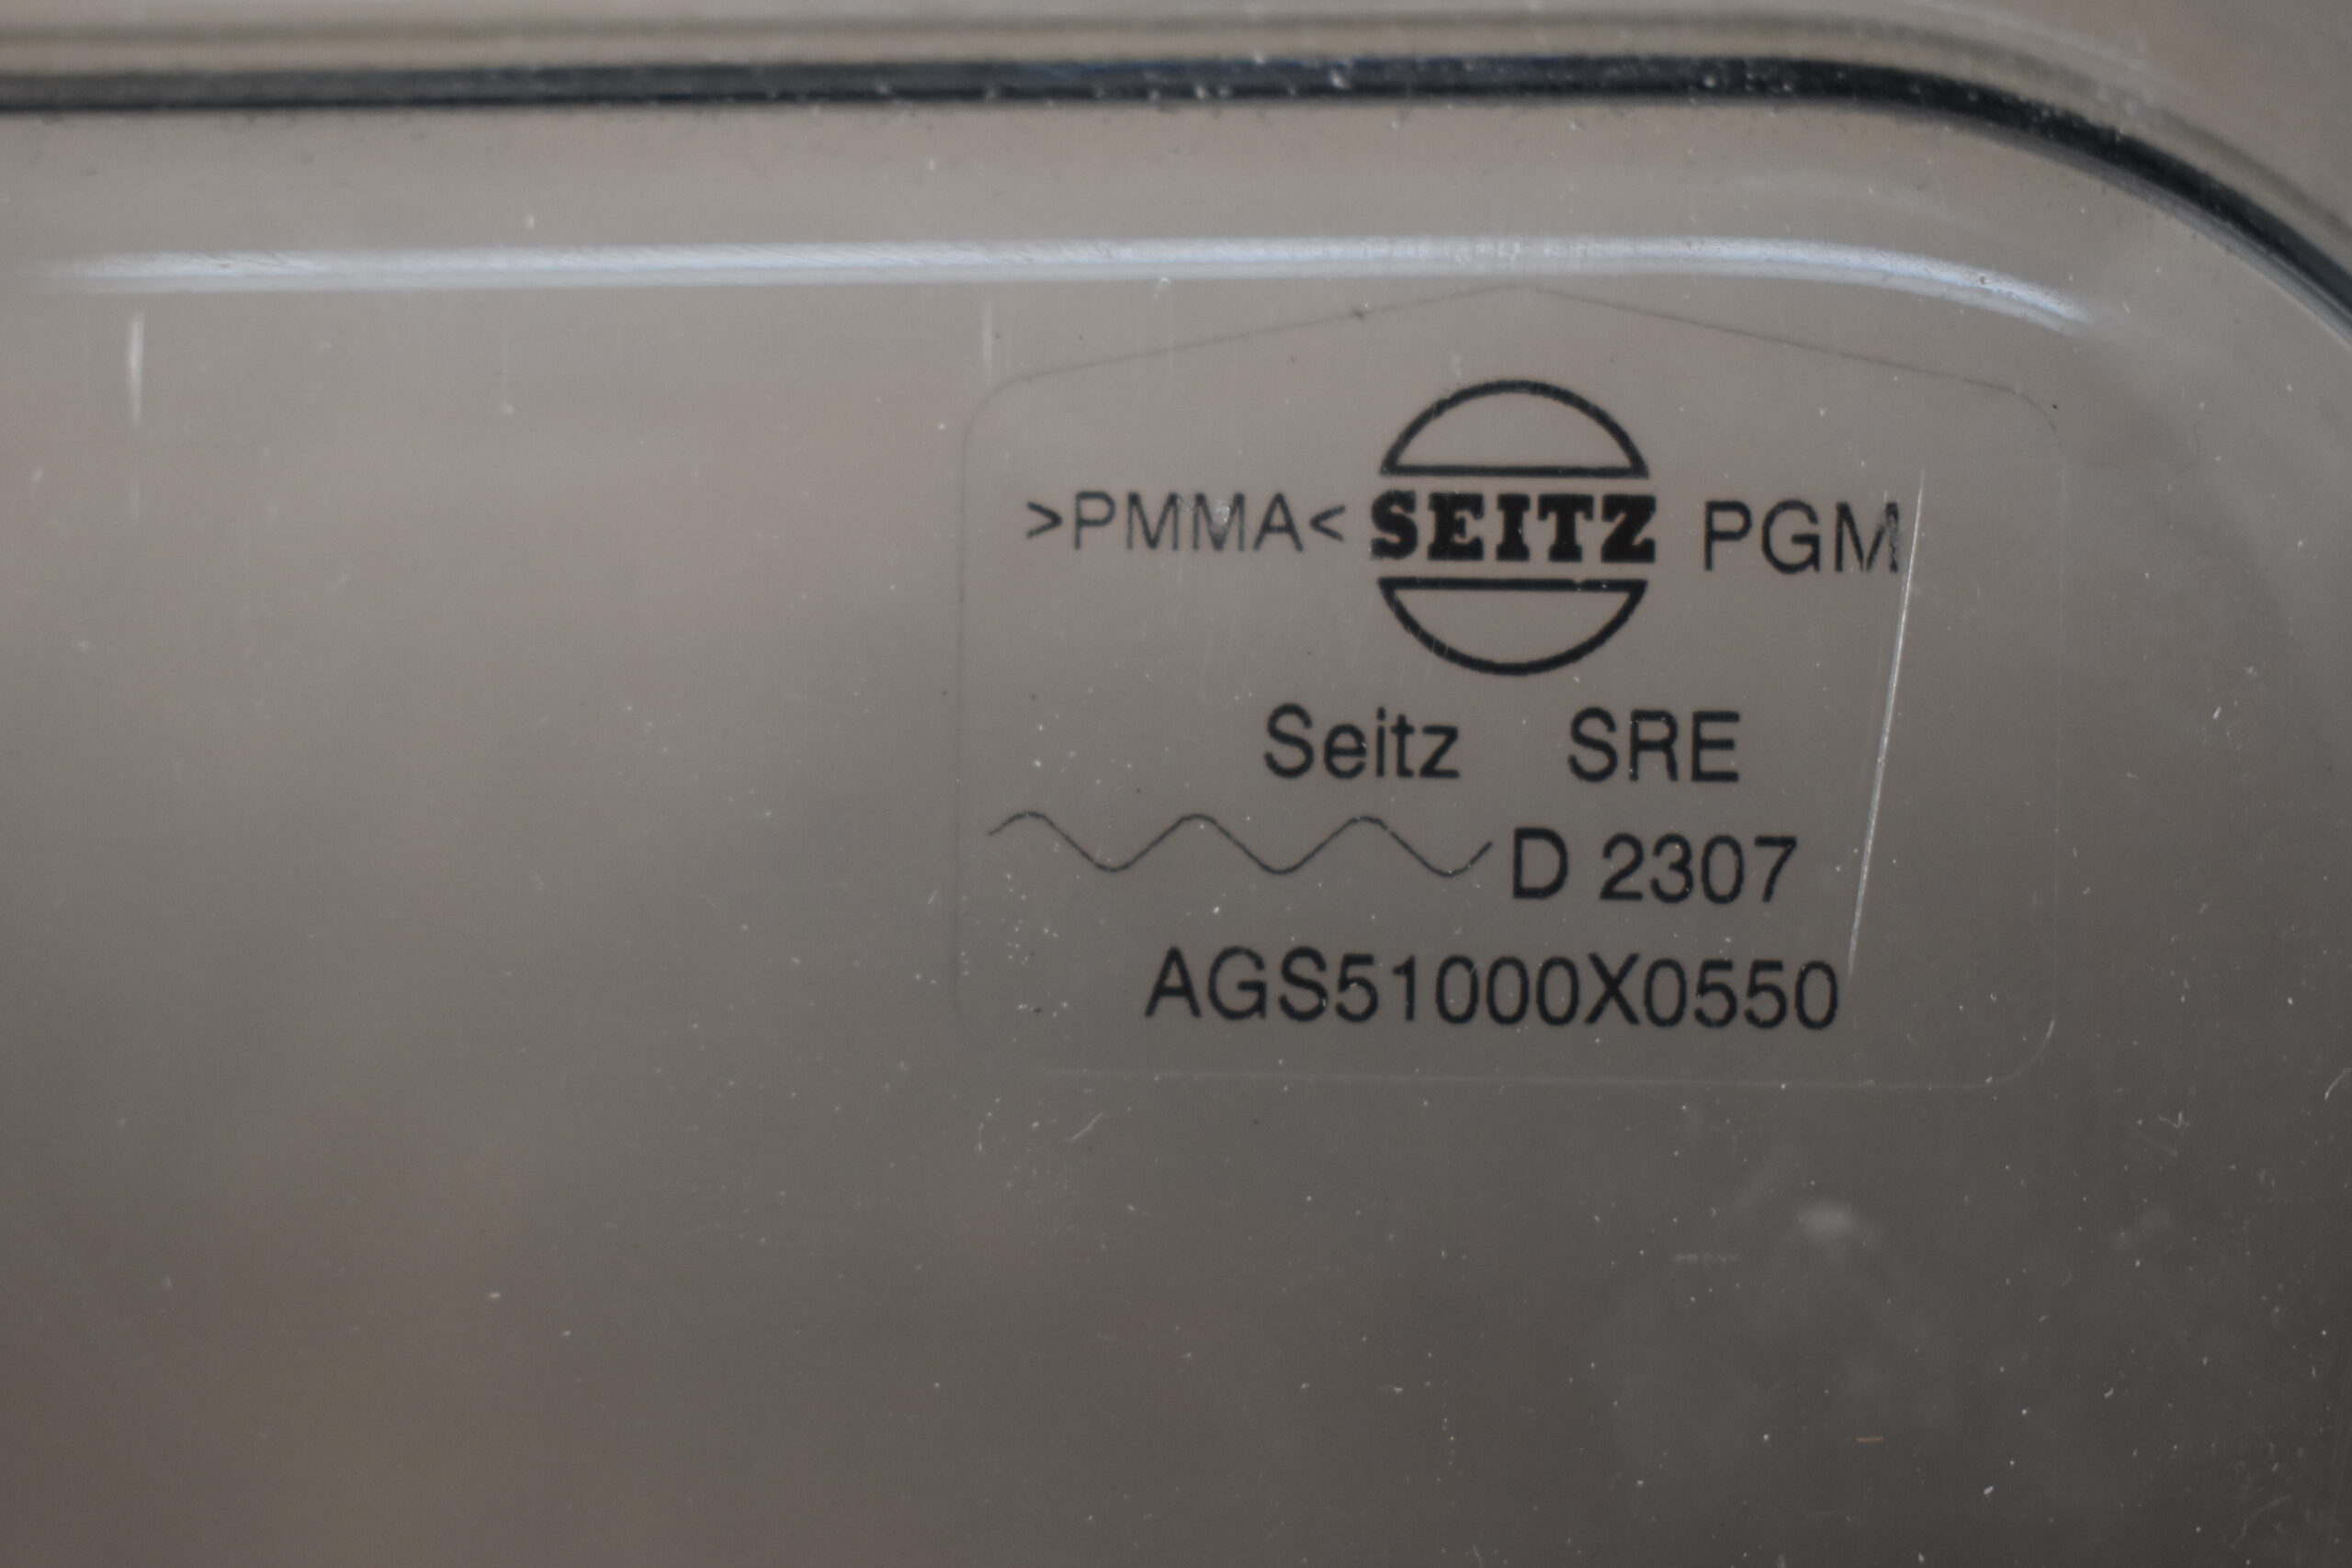 >PMMA< SEITZ PGM
Seitz SRE
D 2307
AGS51000X0550